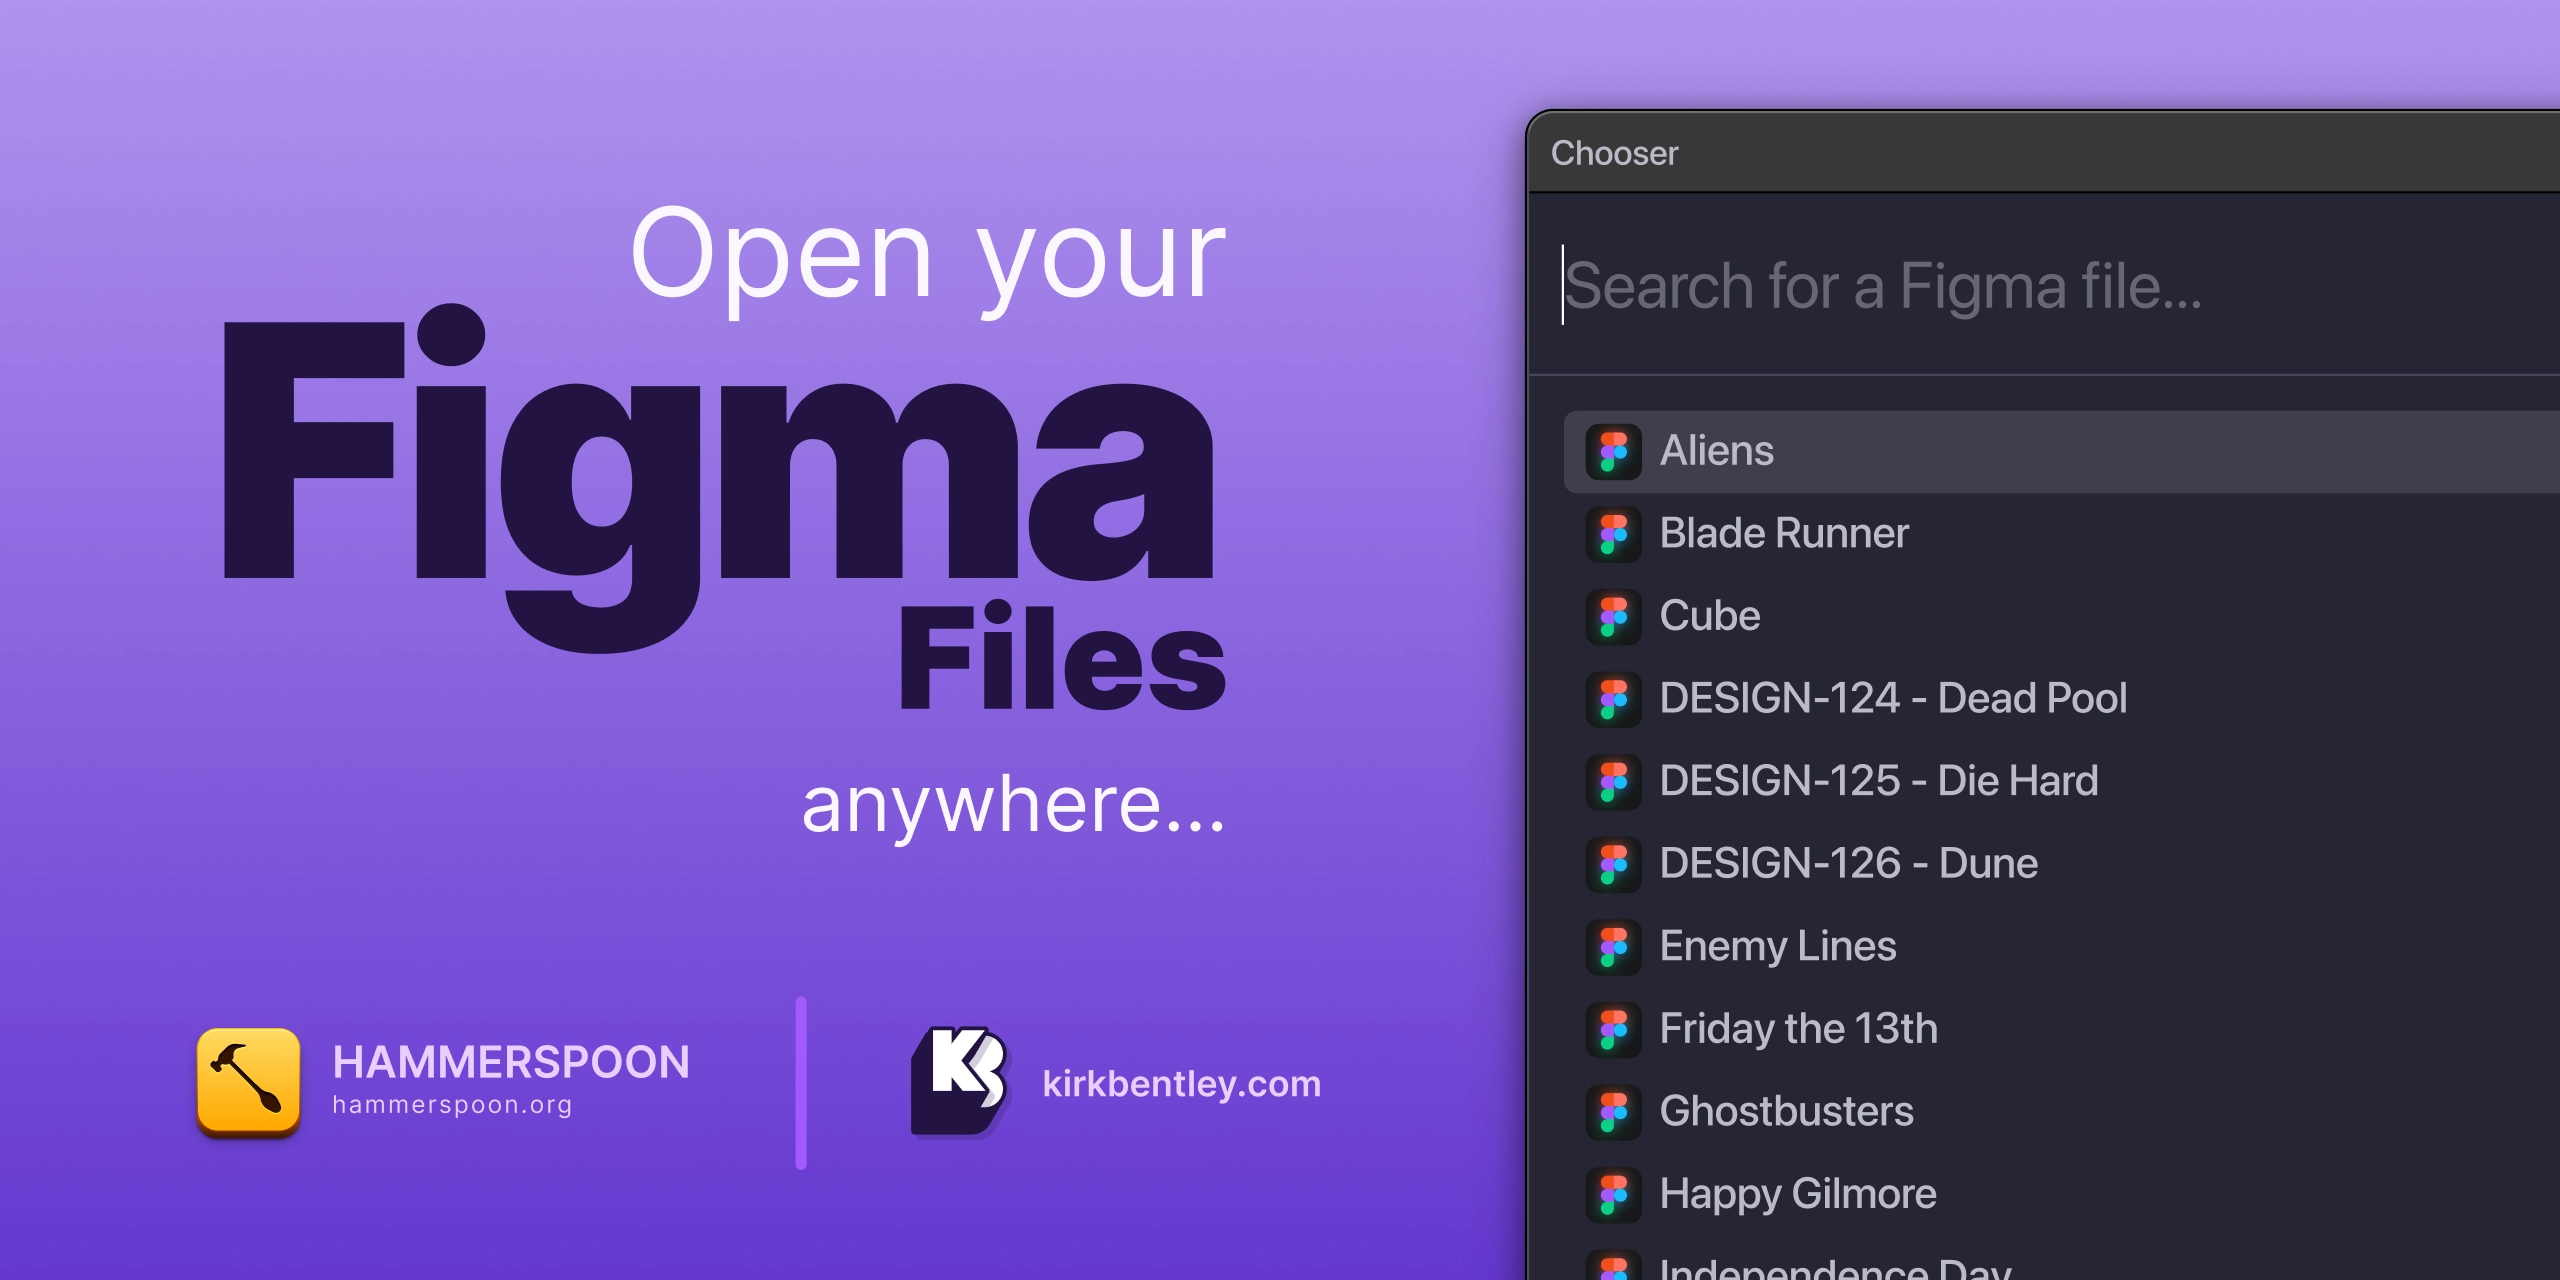 Open your
Figma
Files
anywhere...
HAMMERSPOON
hammerspoon.org
KB
kirkbentley.com
Chooser
Search for a Figma file...
Aliens
Blade Runner
Cube
DESIGN-124 - Dead Pool
DESIGN-125 - Die Hard
DESIGN-126 - Dune
Enemy Lines
Friday the 13th
Ghostbusters
Happy Gilmore
Independence Day